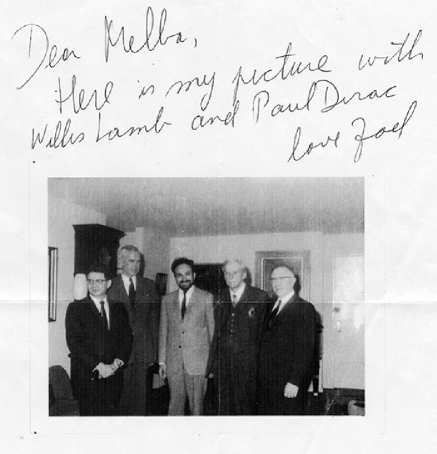 Dear Melba,
Here is my picture with
Willis Lamb and Paul Dirac
love Joel